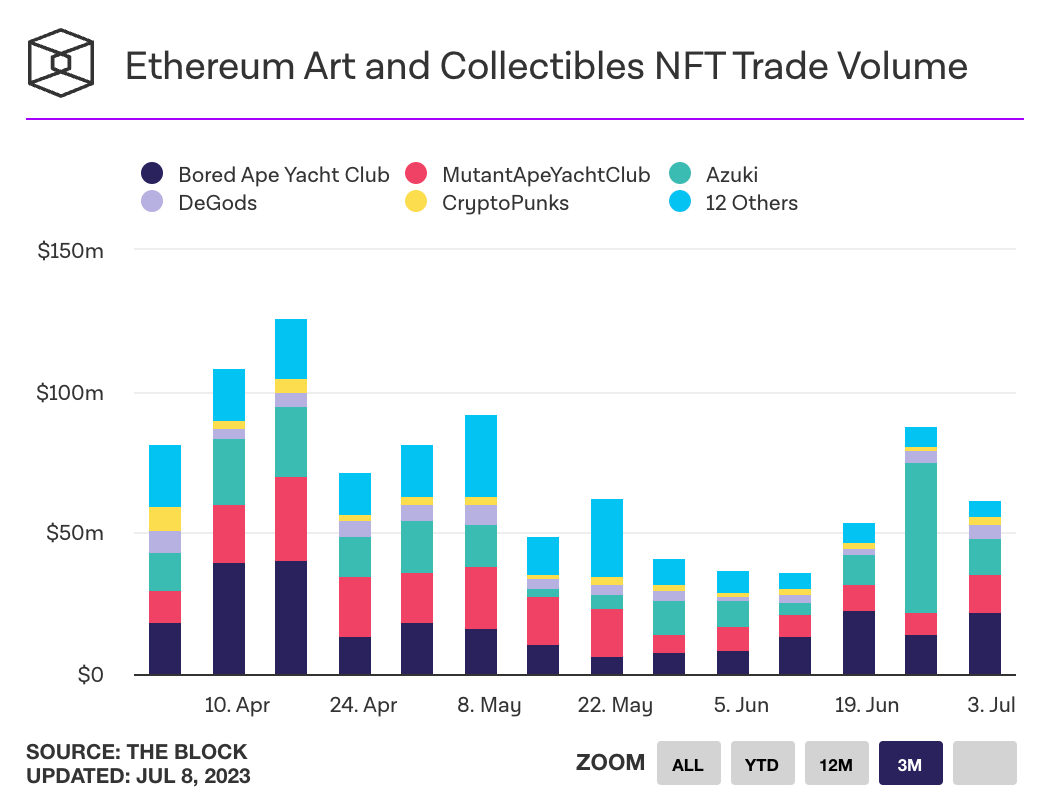 Ethereum Art and Collectibles NFT Trade Volume
Bored Ape Yacht Club MutantApeYachtClub Azuki
DeGods CryptoPunks 12 Others
$150m
$100m
$50m
$0
10. Apr 24. Apr 8. May 22. May 5. Jun 19. Jun 3. Jul
SOURCE: THE BLOCK
UPDATED: JUL 8, 2023
ZOOM ALL YTD 12M 3M